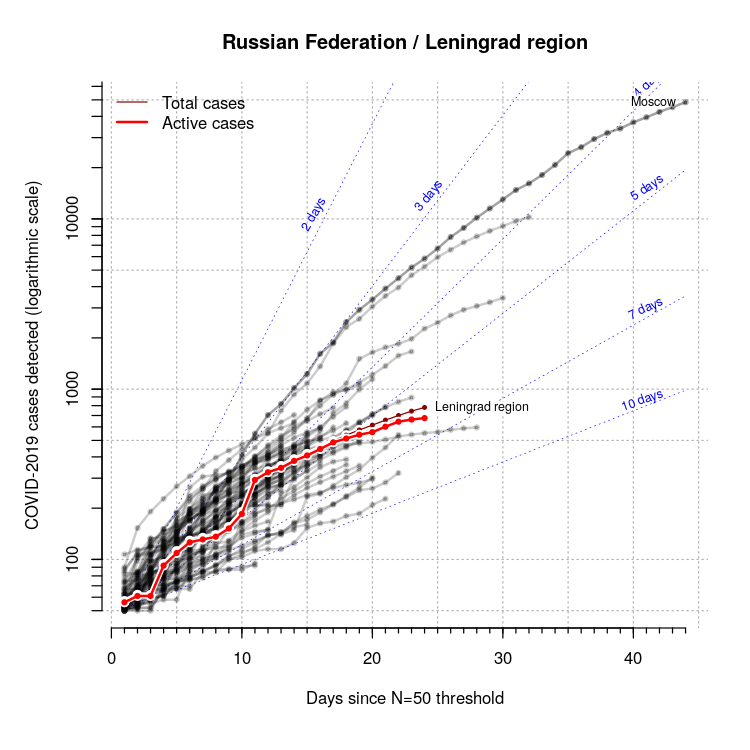 Russian Federation / Leningrad region
Total cases
Active cases
2 days
3 days
4 da
Moscow
5 days
7 days
10 days
Leningrad region
COVID-2019 cases detected (logarithmic scale)
10000
1000
100
0 10 20 30 40
Days since N=50 threshold